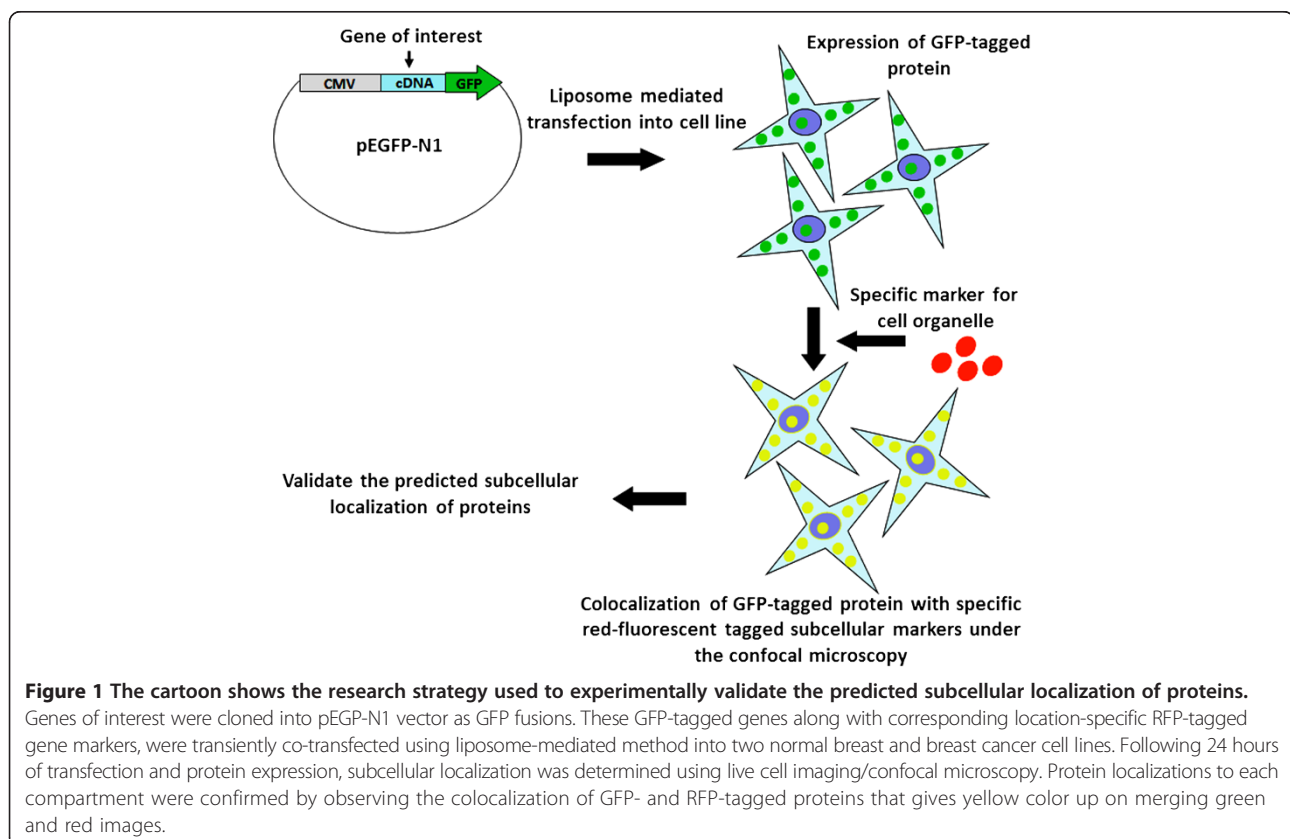 Gene of interest
CMV
cDNA
GFP
pEGFP-N1
Liposome mediated
transfection into cell line
Expression of GFP-tagged
protein
Specific marker for
cell organelle
Validate the predicted subcellular
localization of proteins
Colocalization of GFP-tagged protein with specific
red-fluorescent tagged subcellular markers under
the confocal microscopy
Figure 1 The cartoon shows the research strategy used to experimentally validate the predicted subcellular localization of proteins.
Genes of interest were cloned into pEGP-N1 vector as GFP fusions. These GFP-tagged genes along with corresponding location-specific RFP-tagged
gene markers, were transiently co-transfected using liposome-mediated method into two normal breast and breast cancer cell lines. Following 24 hours
of transfection and protein expression, subcellular localization was determined using live cell imaging/confocal microscopy. Protein localizations to each
compartment were confirmed by observing the colocalization of GFP- and RFP-tagged proteins that gives yellow color up on merging green
and red images.